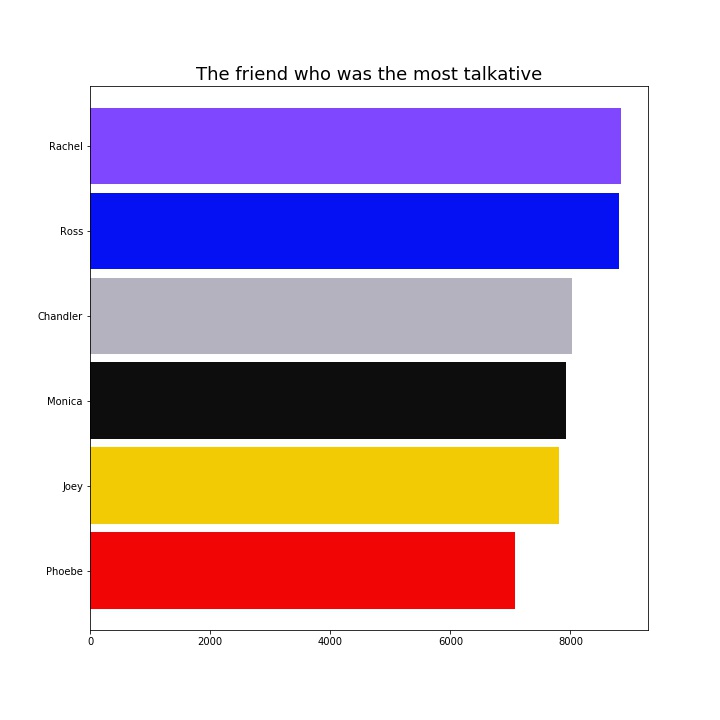 The friend who was the most talkative
Rachel
Ross
Chandler
Monica
Joey
Phoebe
0 2000 4000 6000 8000